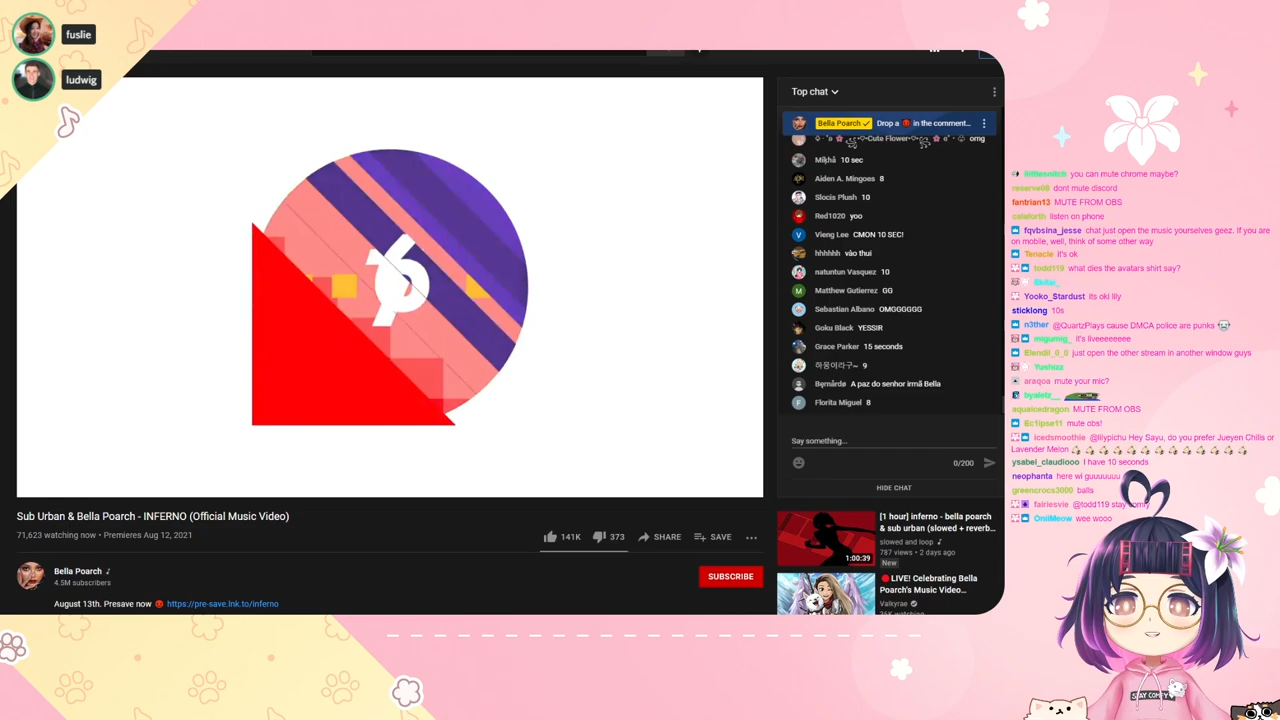 fuslie
ludwig
Top chat
Bella Poarch Drop a in the comment...
Cute Flower omg
Mikhà 10 sec
Aiden A. Mingoes 8
Slocis Plush 10
Red1020 yoo
Vieng Lee CMON 10 SEC!
hhhhhh vào thui
natuntun Vasquez 10
Matthew Gutierrez GG
Sebastian Albano OMGGGGGG
Goku Black YESSIR
Grace Parker 15 seconds
9
Bęrnårdø A paz do senhor irmã Bella
Florita Miguel 8
Say something...
0/200
HIDE CHAT
Sub Urban & Bella Poarch - INFERNO (Official Music Video)
71,623 watching now • Premieres Aug 12, 2021
141K 373 SHARE SAVE
Bella Poarch
4.5M subscribers
SUBSCRIBE
August 13th. Presave now https://pre-save.lnk.to/inferno
[1 hour] inferno - bella poarch
& sub urban (slowed + reverb...
slowed and loop
787 views • 2 days ago
New
1:00:39
LIVE! Celebrating Bella
Poarch's Music Video...
Valkyrae
you can mute chrome maybe?
reserve08 dont mute discord
fantrian13 MUTE FROM OBS
calaforth listen on phone
fqvbsina_jesse chat just open the music yourselves geez. If you are
on mobile, well, think of some other way
Tenacle it's ok
todd119 what dies the avatars shirt say?
Yooko_Stardust its oki lily
sticklong 10s
n3ther @QuartzPlays cause DMCA police are punks
migumig_ it's liveeeeeeee
Elendil_0_0 just open the other stream in another window guys
Yushizz
araqoa mute your mic?
byaletz__
aquaicedragon MUTE FROM OBS
Ec1ipse11 mute obs!
icedsmoothie @lilypichu Hey Sayu, do you prefer Jueyen Chilis or
Lavender Melon
ysabel_claudiooo I have 10 seconds
neophanta here wi guuuuuuu
greencrocs3000 balls
fairiesvie @todd119 stay comfy
OniiMeow wee wooo
STAY COMFY